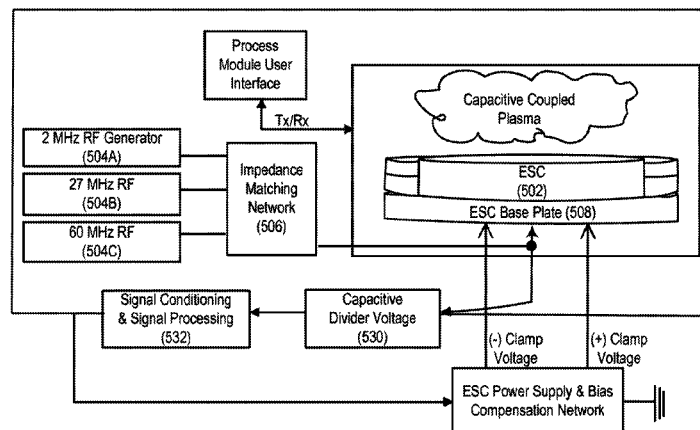 Process
Module User
Interface
Tx/Rx
Capacitive Coupled
Plasma
2 MHz RF Generator
(504A)
27 MHz RF
(504B)
60 MHz RF
(504C)
Impedance
Matching
Network
(506)
ESC
(502)
ESC Base Plate (508)
Signal Conditioning
& Signal Processing
(532)
Capacitive
Divider Voltage
(530)
(-) Clamp
Voltage
(+) Clamp
Voltage
ESC Power Supply & Bias
Compensation Network